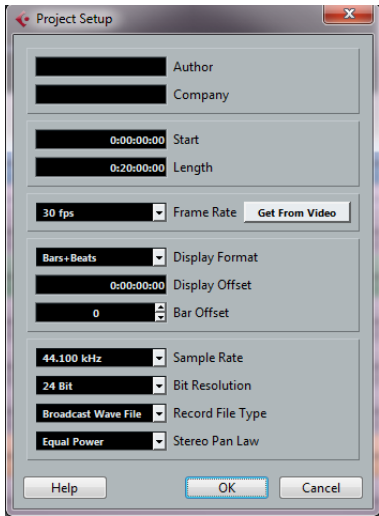 Project Setup
Author
Company
0:00:00:00 Start
0:20:00:00 Length
30 fps Frame Rate Get From Video
Bars+Beats Display Format
0:00:00:00 Display Offset
0 Bar Offset
44.100 kHz Sample Rate
24 Bit Bit Resolution
Broadcast Wave File Record File Type
Equal Power Stereo Pan Law
Help OK Cancel